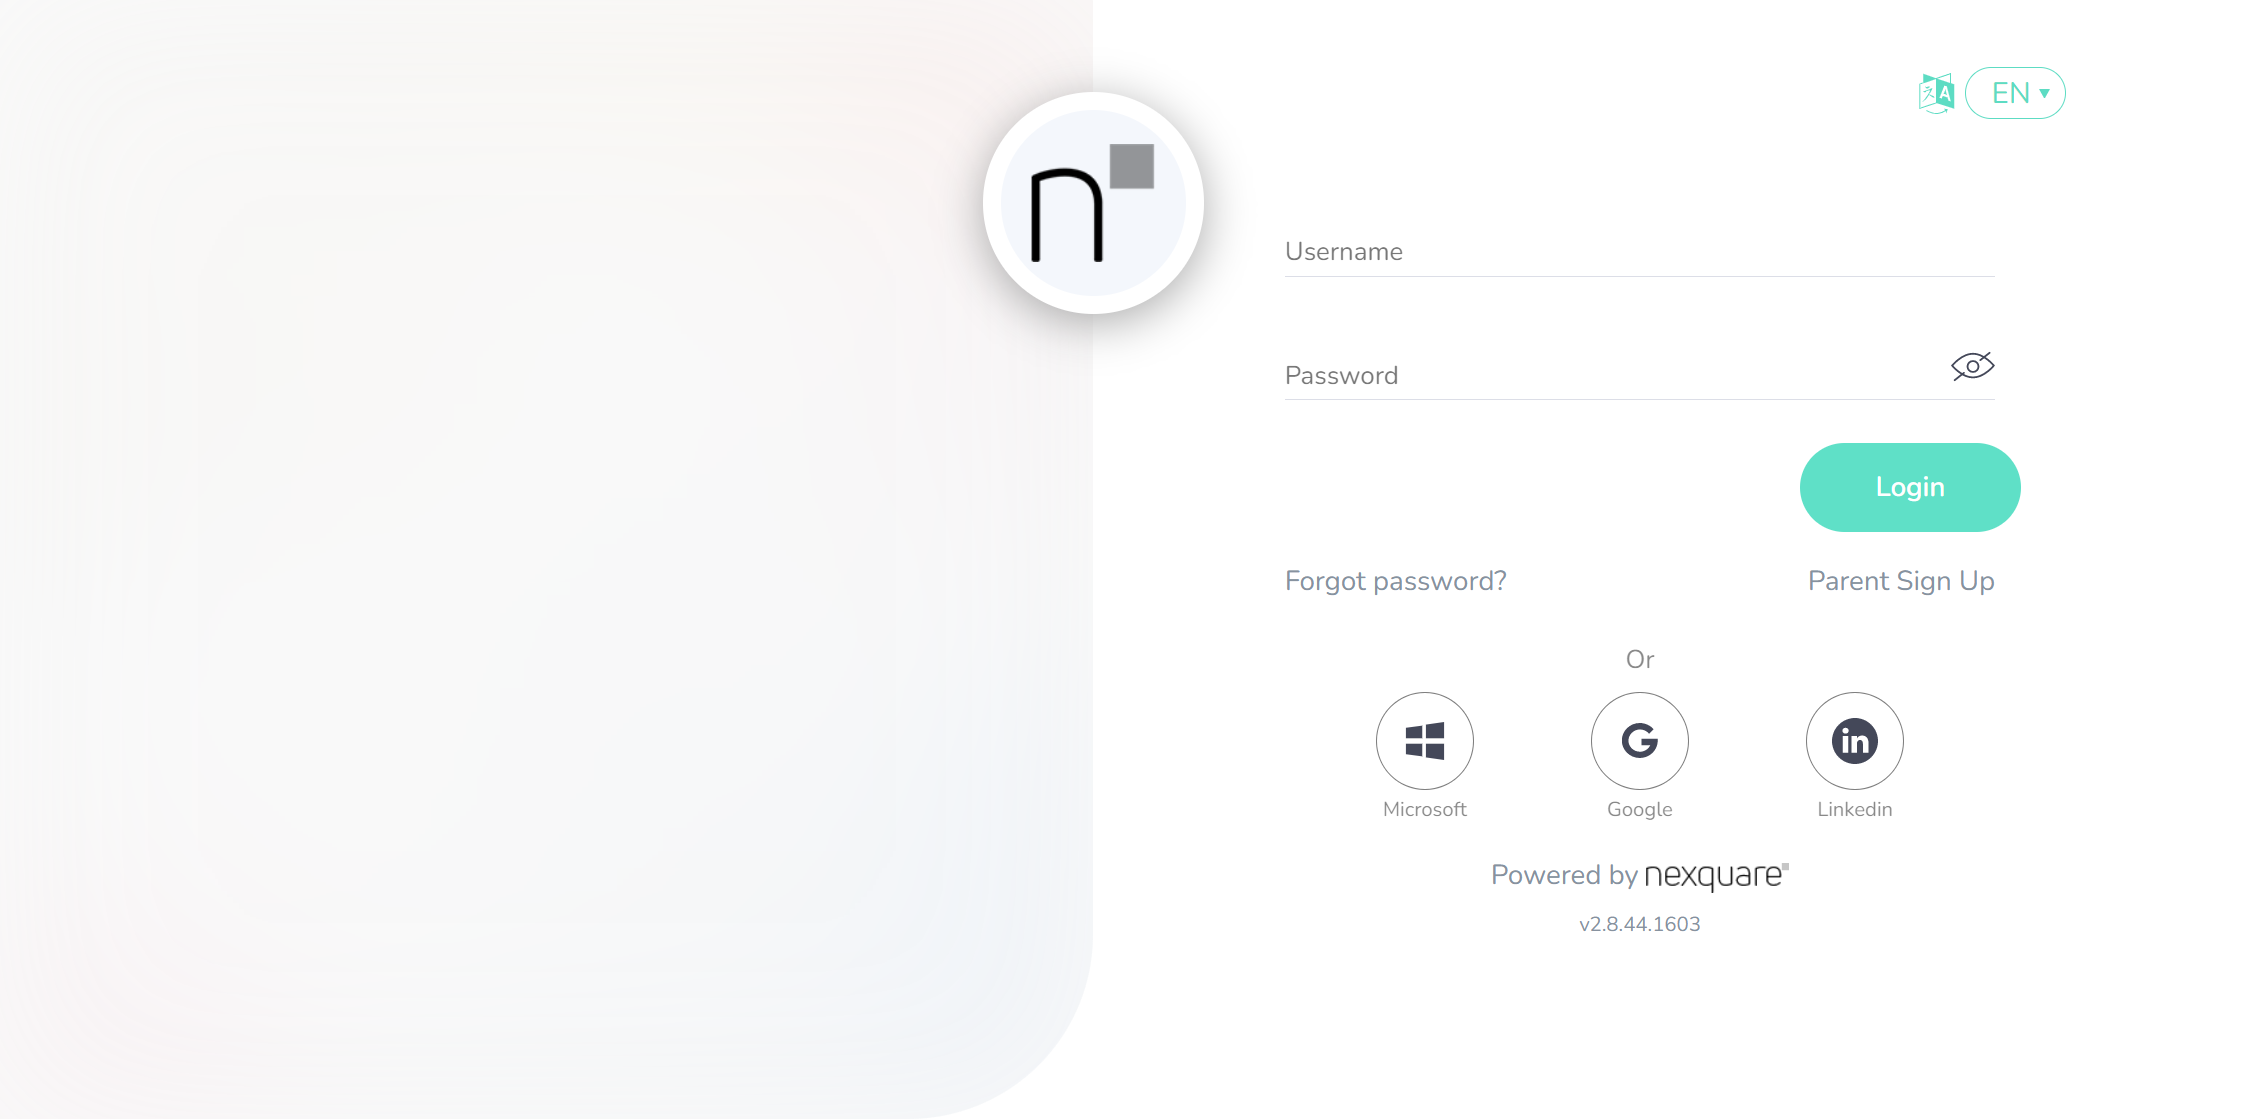 EN
n
Username
Password
Login
Forgot password? Parent Sign Up
Or
Microsoft Google Linkedin
Powered by nexquare
v2.8.44.1603